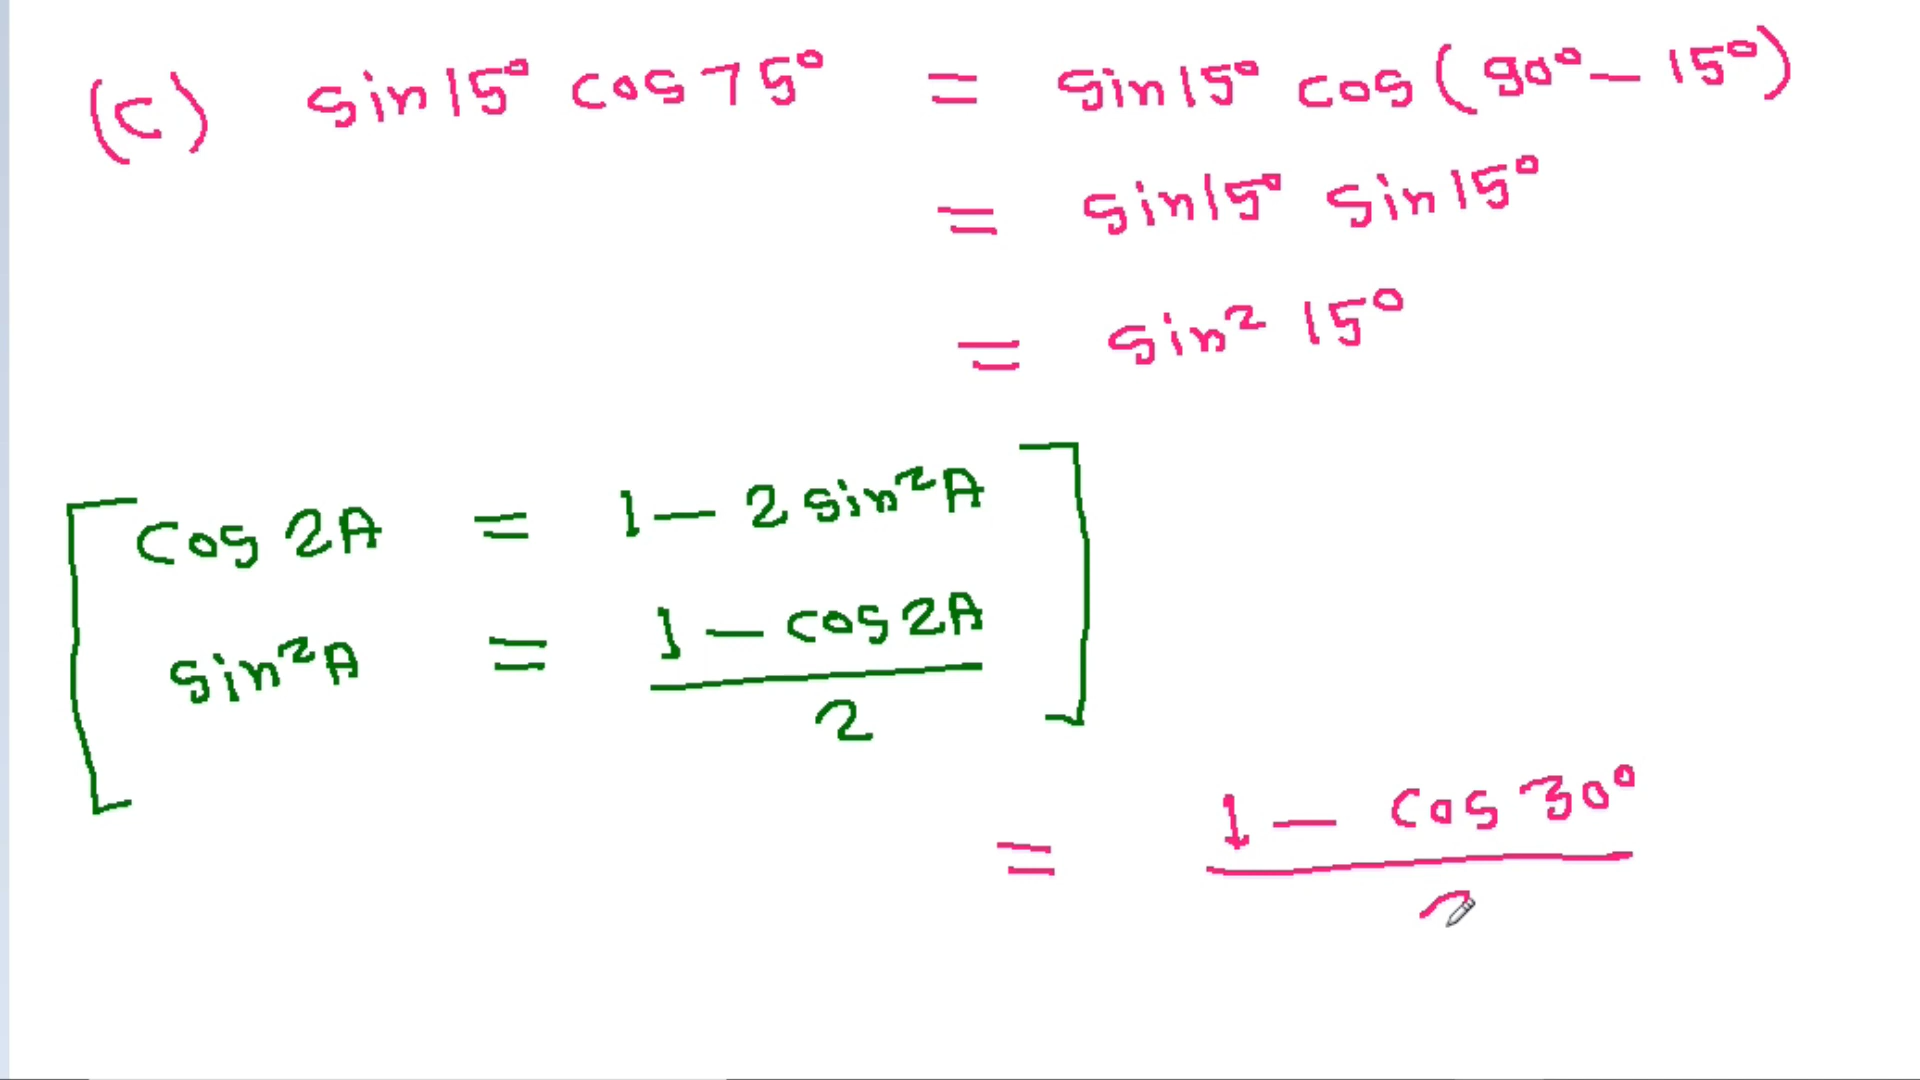 (c) sin15° cos75° = sin15° cos(90° – 15°)
= sin15° sin15°
= sin² 15°
[ cos 2A = 1 – 2 sin²A
sin²A = 1 – cos 2A / 2 ]
= 1 – cos 30° / 2